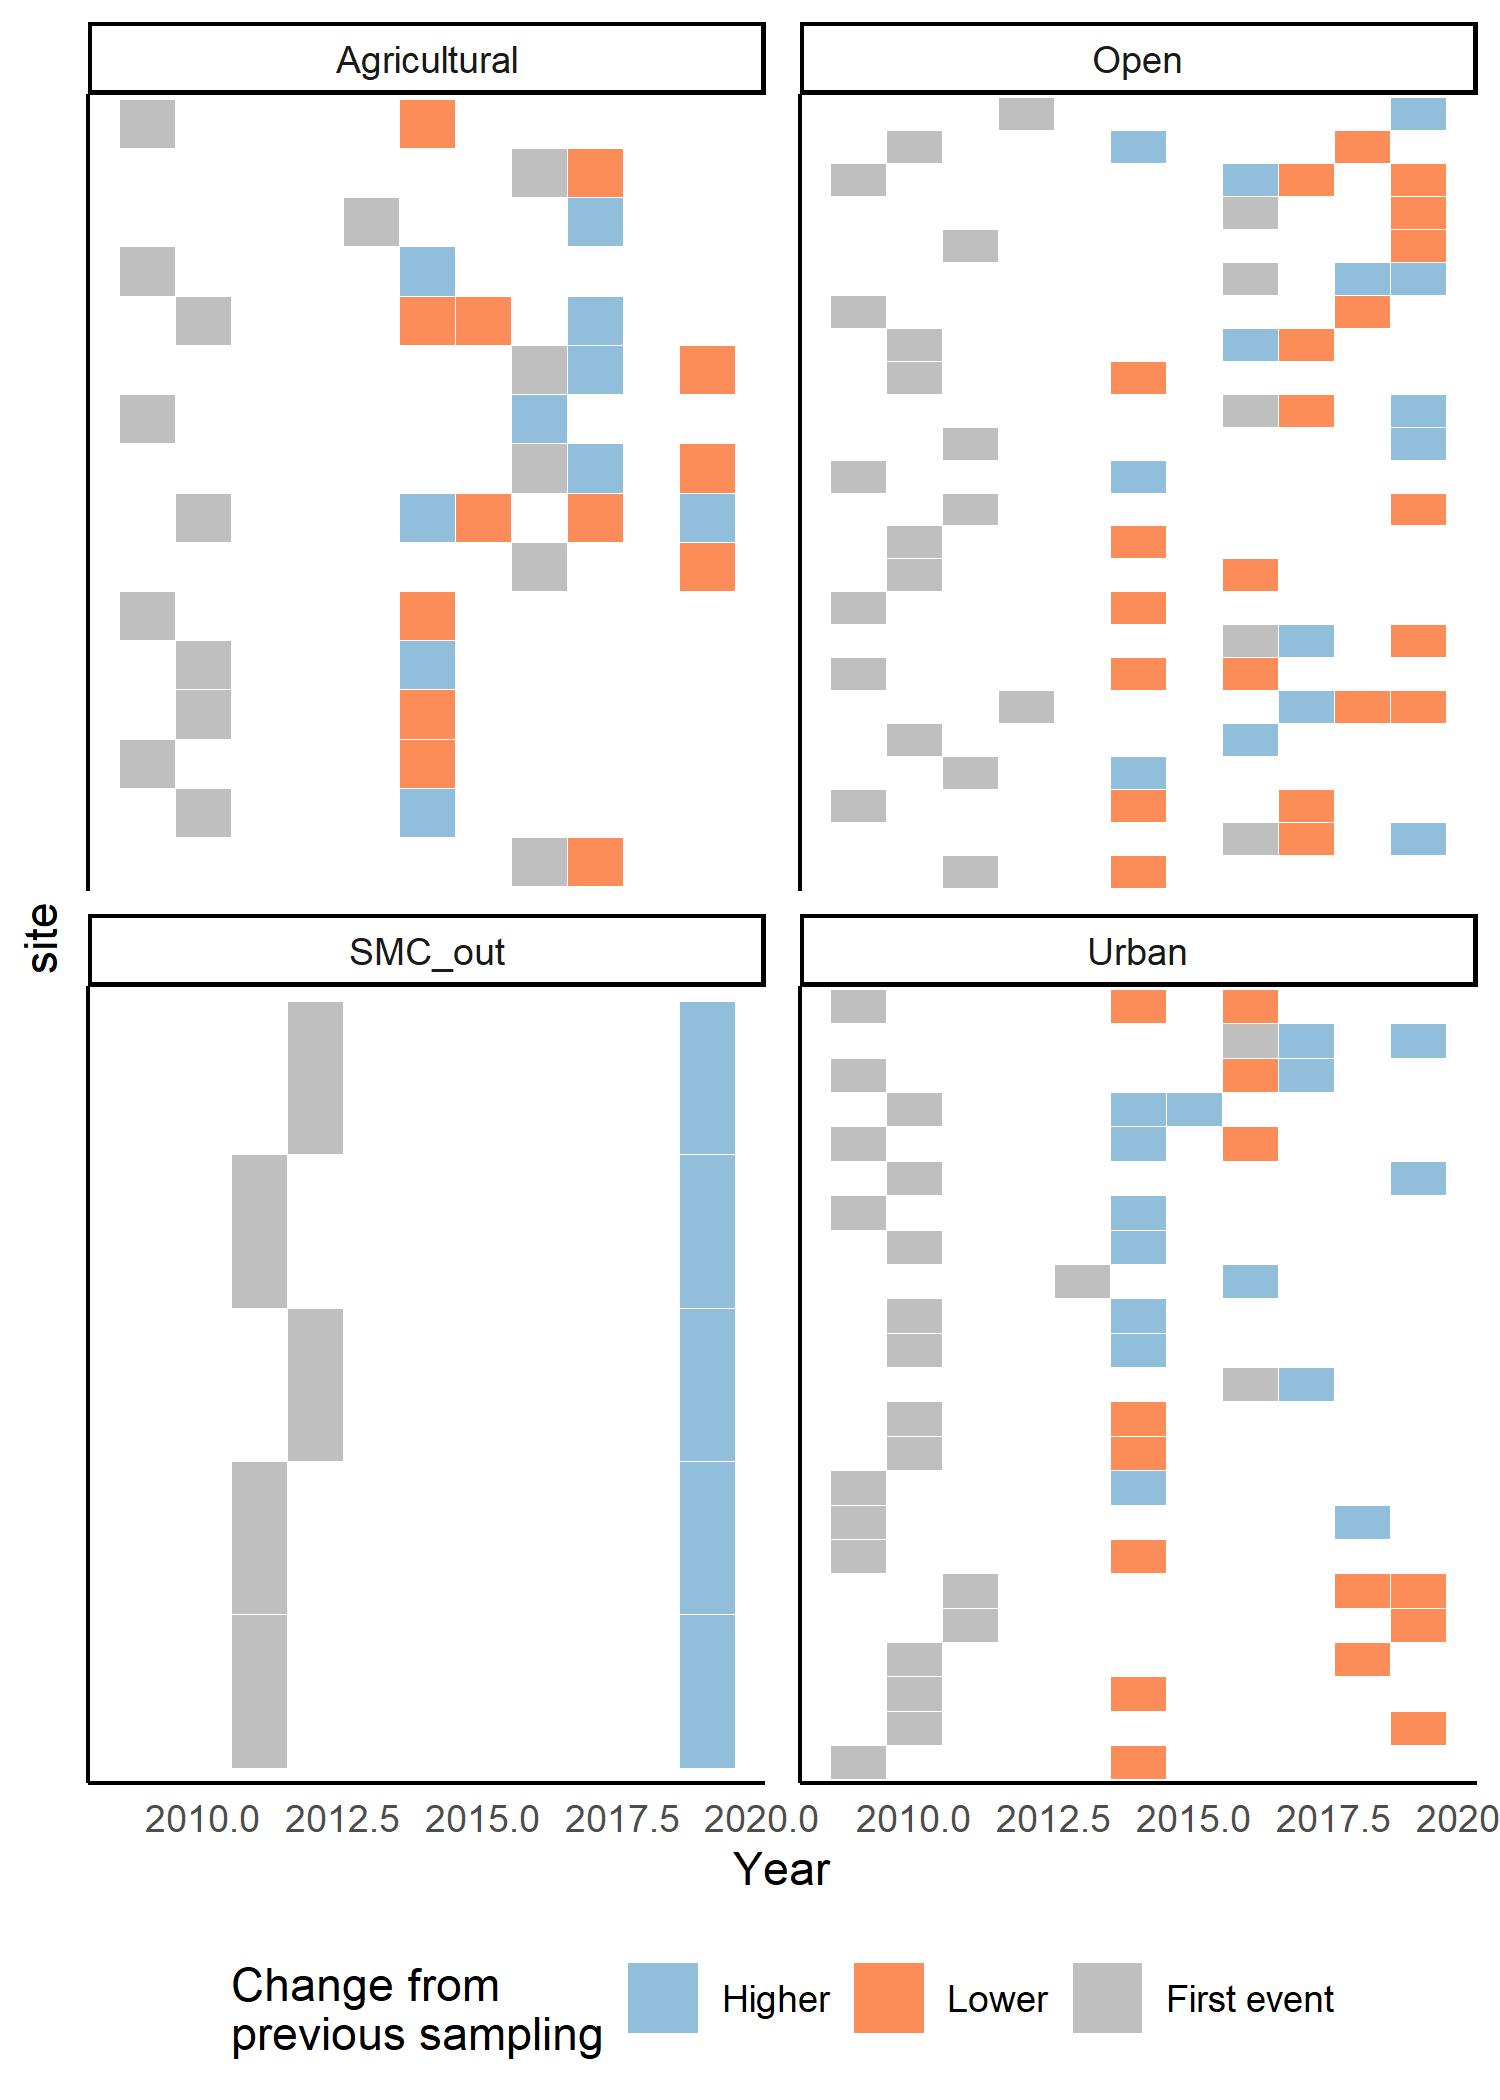 Agricultural
Open
site
SMC_out
Urban
2010.0 2012.5 2015.0 2017.5 2020.0 2010.0 2012.5 2015.0 2017.5 2020
Year
Change from
previous sampling
Higher
Lower
First event